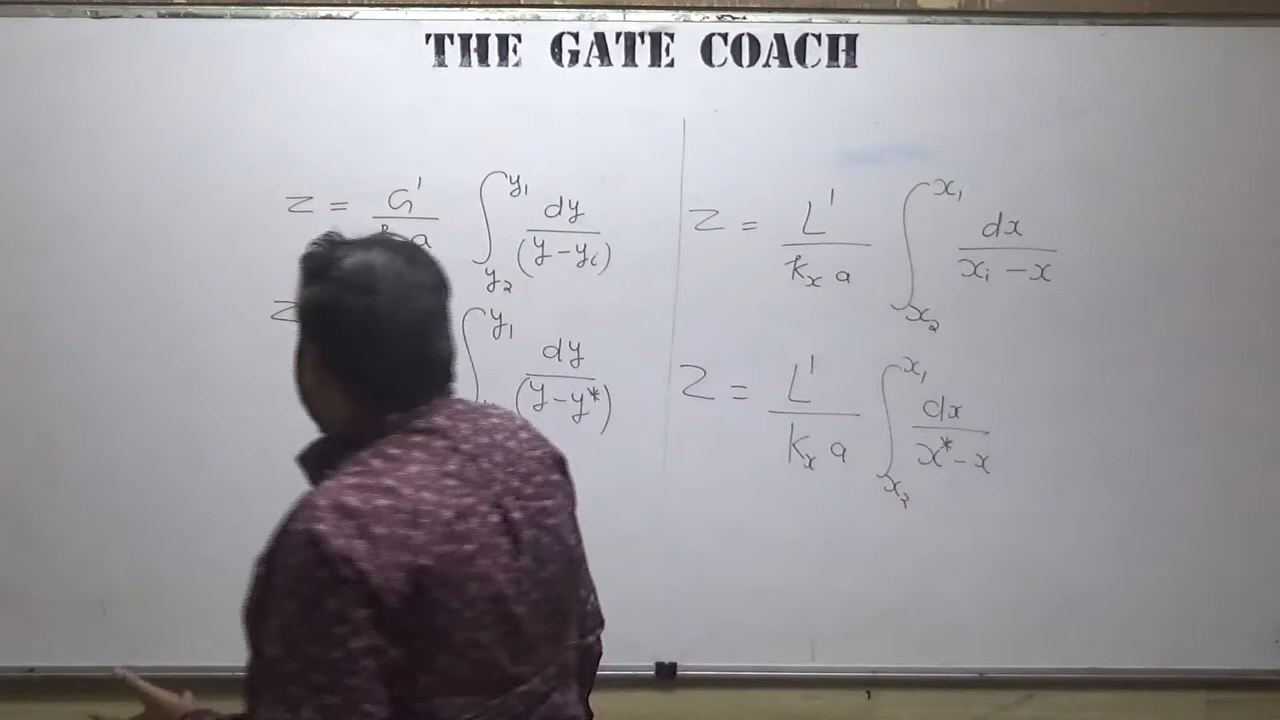 THE GATE COACH
z = G' / a ∫ y₁ y₂ dy / (y-yᵢ)
z ∫ y₁ dy / (y-y*)
z = L' / kₓ a ∫ x₁ x₂ dx / xᵢ - x
z = L' / Kₓ a ∫ x₁ x₂ dx / x* - x